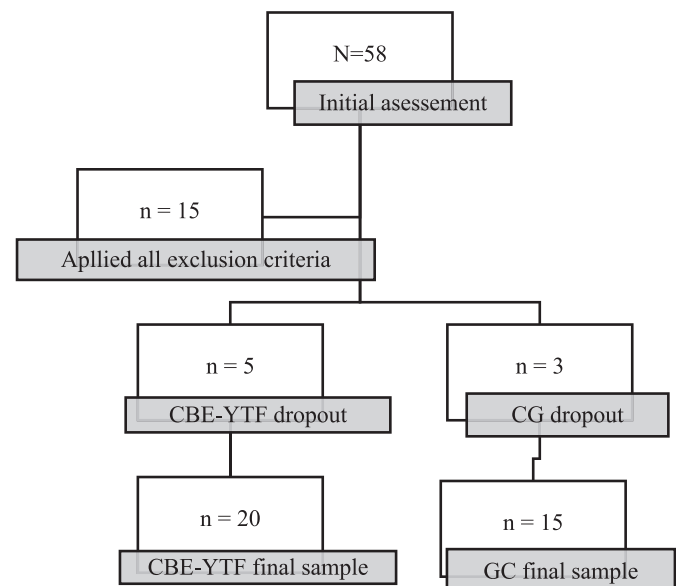 N=58
Initial asessement
n = 15
Apllied all exclusion criteria
n = 5
n = 3
CBE-YTF dropout
CG dropout
n = 20
n = 15
CBE-YTF final sample
GC final sample